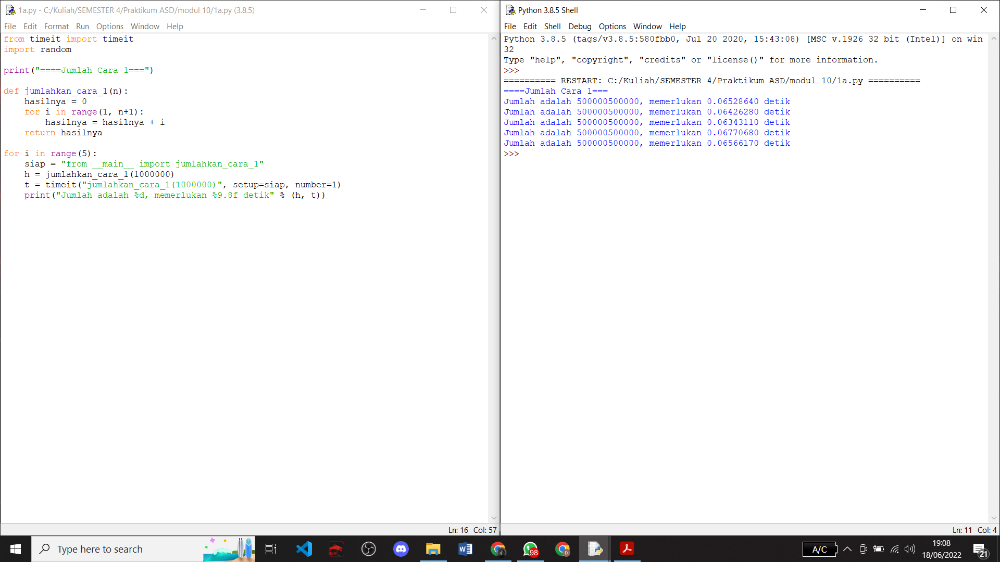 1a.py - C:/Kuliah/SEMESTER 4/Praktikum ASD/modul 10/1a.py (3.8.5)
File Edit Format Run Options Window Help
from timeit import timeit
import random
print("====Jumlah Cara 1===")
def jumlahkan_cara_1(n):
    hasilnya = 0
    for i in range(1, n+1):
        hasilnya = hasilnya + i
    return hasilnya
for i in range(5):
    siap = "from __main__ import jumlahkan_cara_1"
    h = jumlahkan_cara_1(1000000)
    t = timeit("jumlahkan_cara_1(1000000)", setup=siap, number=1)
    print("Jumlah adalah %d, memerlukan %9.8f detik" % (h, t))
Ln: 16 Col: 57
Python 3.8.5 Shell
File Edit Shell Debug Options Window Help
Python 3.8.5 (tags/v3.8.5:580fbb0, Jul 20 2020, 15:43:08) [MSC v.1926 32 bit (Intel)] on win
32
Type "help", "copyright", "credits" or "license()" for more information.
>>>
========== RESTART: C:/Kuliah/SEMESTER 4/Praktikum ASD/modul 10/1a.py ==========
====Jumlah Cara 1===
Jumlah adalah 500000500000, memerlukan 0.06528640 detik
Jumlah adalah 500000500000, memerlukan 0.06426280 detik
Jumlah adalah 500000500000, memerlukan 0.06343110 detik
Jumlah adalah 500000500000, memerlukan 0.06770680 detik
Jumlah adalah 500000500000, memerlukan 0.06566170 detik
>>>
Ln: 11 Col: 4
Type here to search
98
D
A/C
19:08
18/06/2022
21